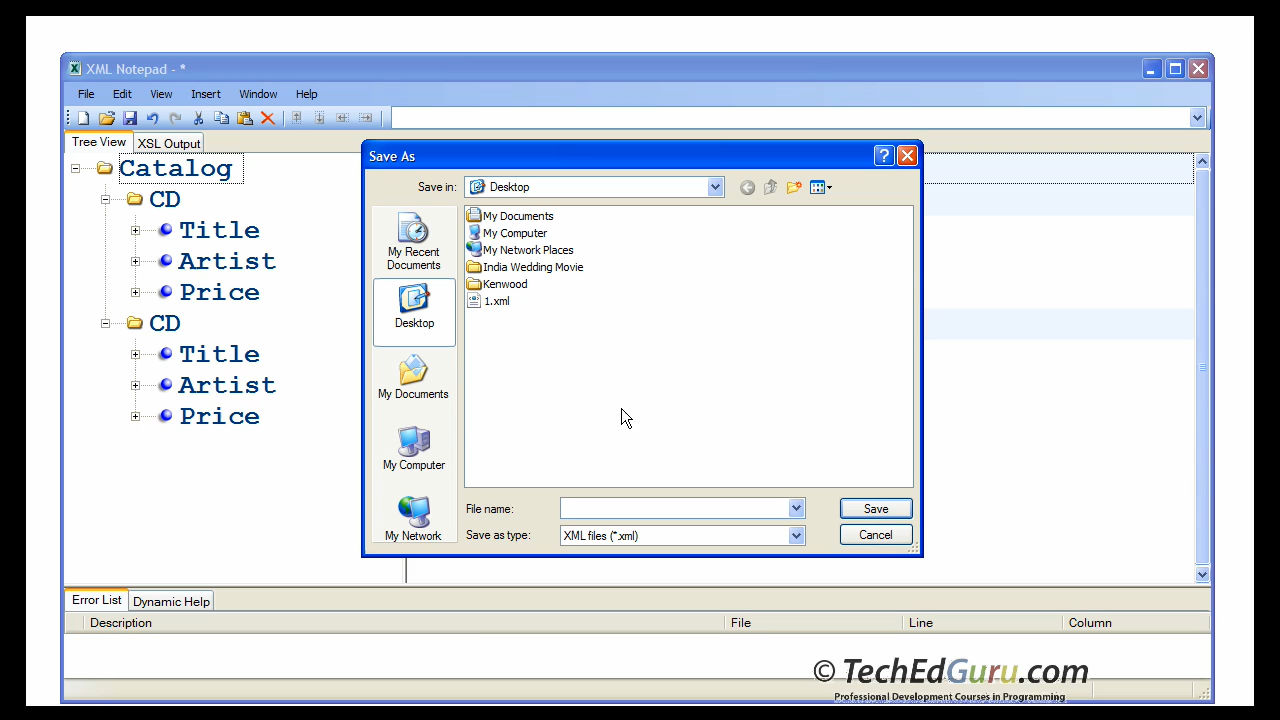 XML Notepad - *
File Edit View Insert Window Help
Tree View XSL Output
Catalog
CD
Title
Artist
Price
CD
Title
Artist
Price
Save As
Save in: Desktop
My Recent
Documents
Desktop
My Documents
My Computer
My Network
My Documents
My Computer
My Network Places
India Wedding Movie
Kenwood
1.xml
File name: Save
Save as type: XML files (*.xml) Cancel
Error List Dynamic Help
Description File Line Column
© TechEdGuru.com
Professional Development Courses in Programming